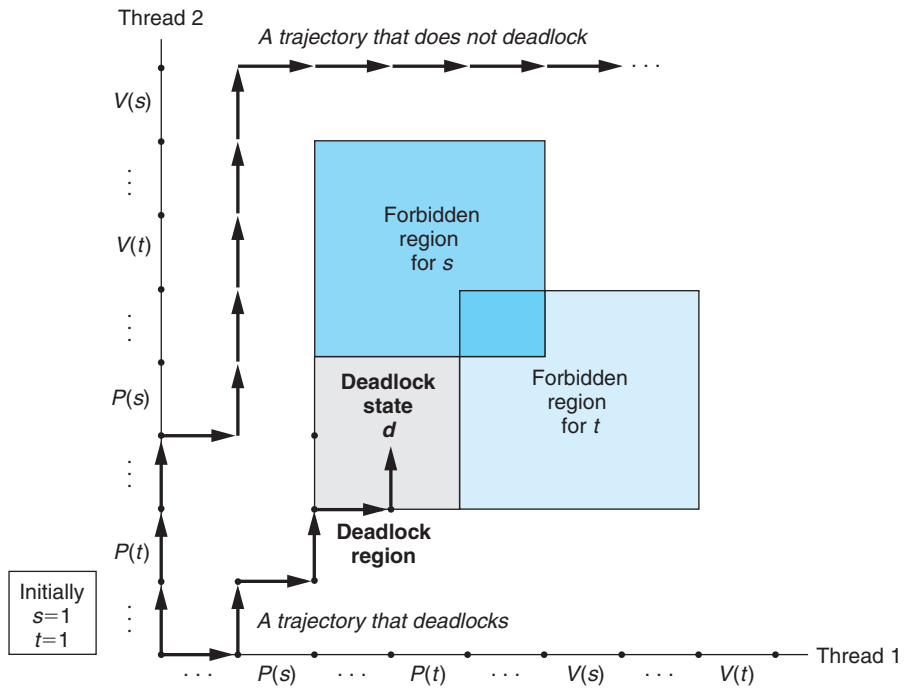 Thread 2
A trajectory that does not deadlock
. . .
V(s)
. . .
V(t)
. . .
P(s)
. . .
P(t)
. . .
Forbidden
region
for s
Forbidden
region
for t
Deadlock
state
d
Deadlock
region
Initially
s=1
t=1
A trajectory that deadlocks
Thread 1
. . . P(s) . . . P(t) . . . V(s) . . . V(t)